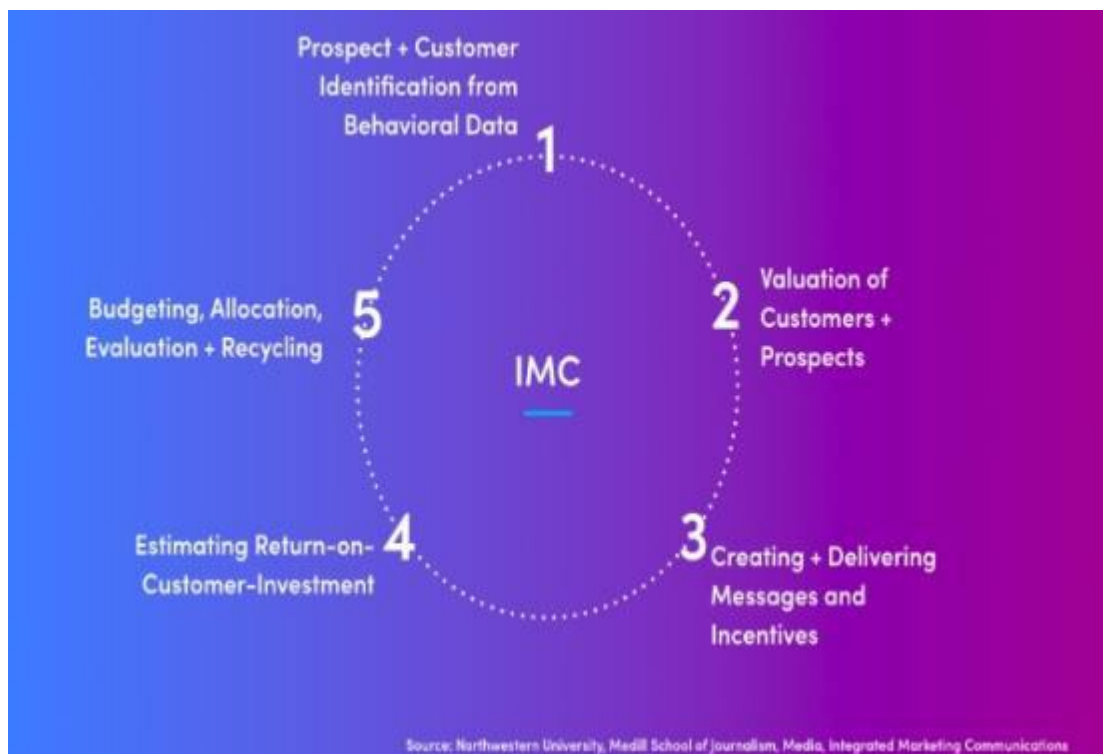 Prospect + Customer
Identification from
Behavioral Data
1
2
Valuation of
Customers +
Prospects
3
Creating + Delivering
Messages and
Incentives
4
Estimating Return-on-
Customer-Investment
5
Budgeting, Allocation,
Evaluation + Recycling
IMC
Source: Northwestern University, Medill School of Journalism, Media, Integrated Marketing Communications